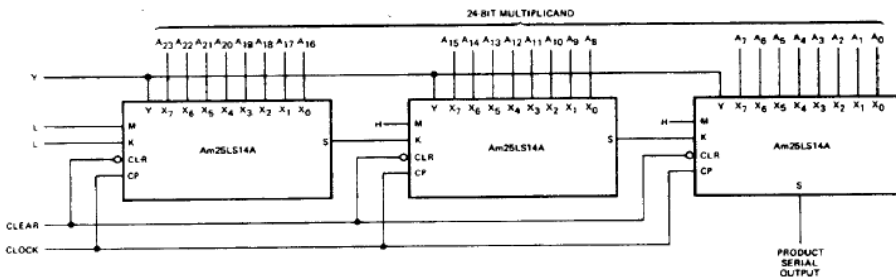 24-BIT MULTIPLICAND
A23 A22 A21 A20 A19 A18 A17 A16
A15 A14 A13 A12 A11 A10 A9 A8
A7 A6 A5 A4 A3 A2 A1 A0
Y
Y X7 X6 X5 X4 X3 X2 X1 X0
L M
L K
S
Am25LS14A
CLR
CP
Y X7 X6 X5 X4 X3 X2 X1 X0
H M
K
S
Am25LS14A
CLR
CP
Y X7 X6 X5 X4 X3 X2 X1 X0
H M
K
Am25LS14A
CLR
CP
S
CLEAR
CLOCK
PRODUCT
SERIAL
OUTPUT